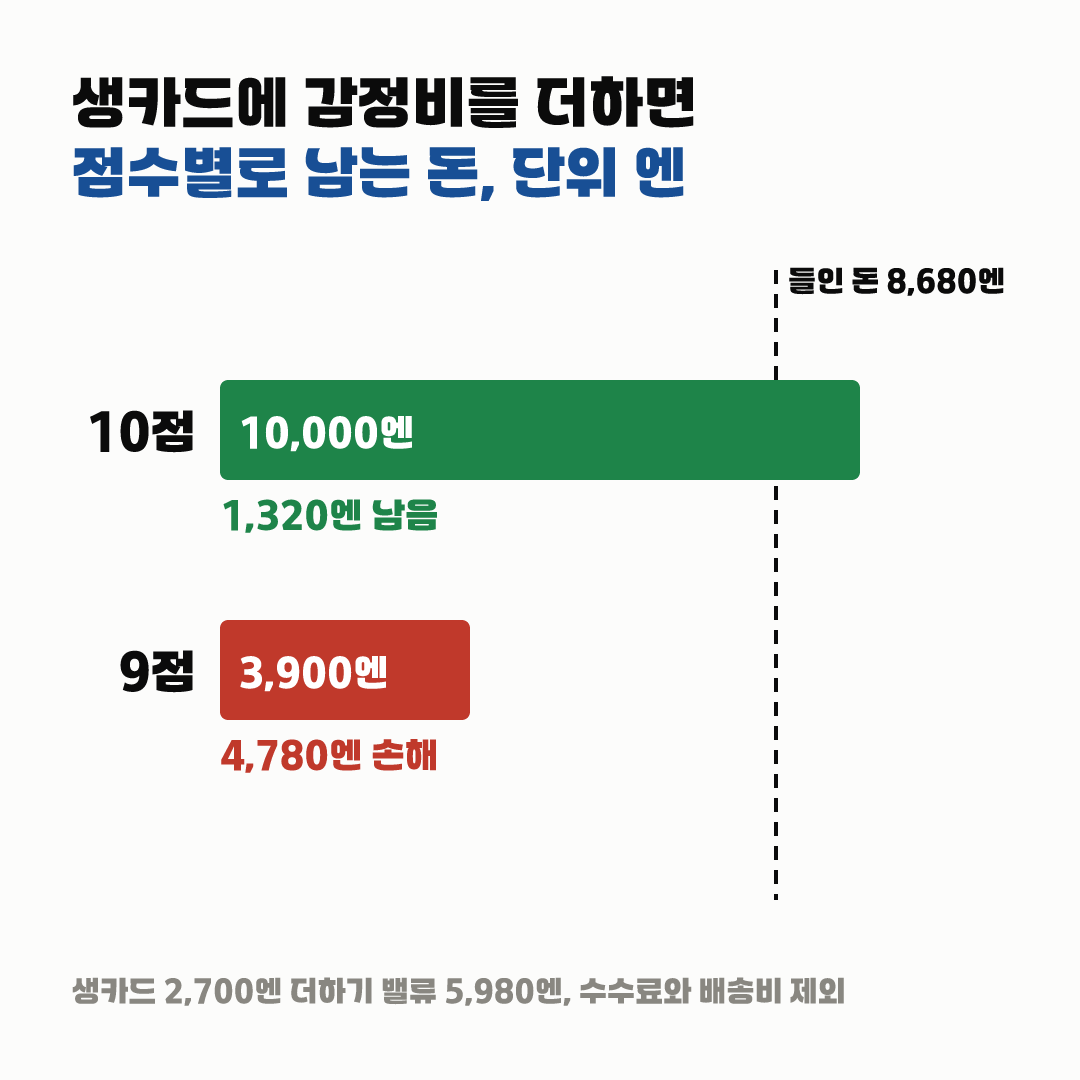 생카드에 감정비를 더하면
점수별로 남는 돈, 단위 엔
들인 돈 8,680엔
10점
10,000엔
1,320엔 남음
9점
3,900엔
4,780엔 손해
생카드 2,700엔 더하기 밸류 5,980엔, 수수료와 배송비 제외